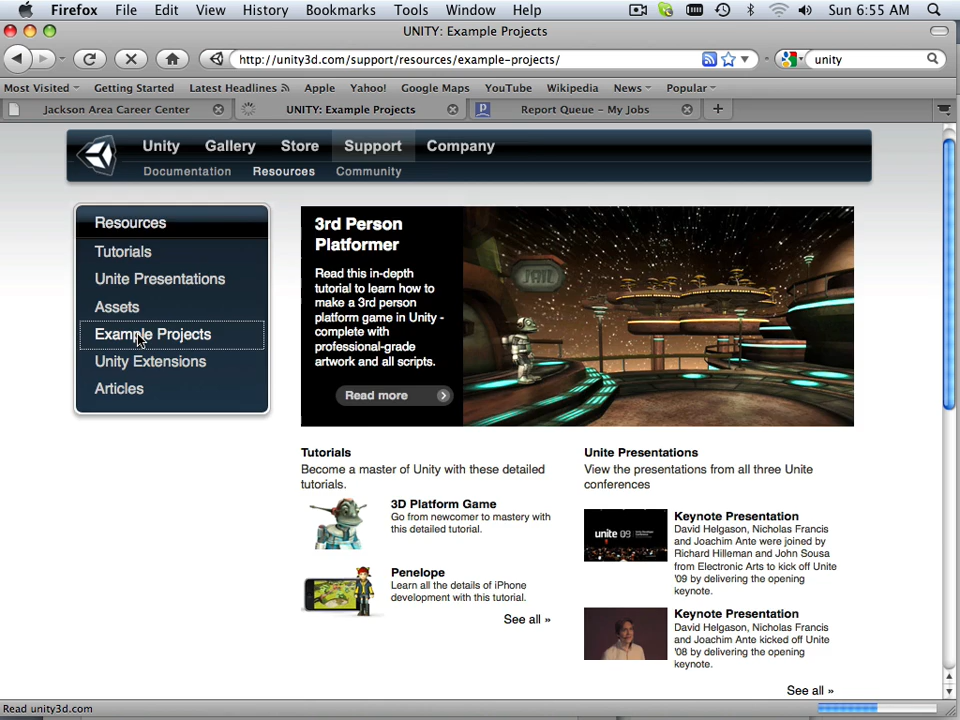 Firefox File Edit View History Bookmarks Tools Window Help Sun 6:55 AM
UNITY: Example Projects
http://unity3d.com/support/resources/example-projects/ unity
Most Visited Getting Started Latest Headlines Apple Yahoo! Google Maps YouTube Wikipedia News Popular
Jackson Area Career Center UNITY: Example Projects Report Queue – My Jobs
Unity Gallery Store Support Company
Documentation Resources Community
Resources
Tutorials
Unite Presentations
Assets
Example Projects
Unity Extensions
Articles
3rd Person
Platformer
Read this in-depth
tutorial to learn how to
make a 3rd person
platform game in Unity -
complete with
professional-grade
artwork and all scripts.
Read more
JAIL
Tutorials
Become a master of Unity with these detailed
tutorials.
3D Platform Game
Go from newcomer to mastery with
this detailed tutorial.
Penelope
Learn all the details of iPhone
development with this tutorial.
See all »
Unite Presentations
View the presentations from all three Unite
conferences
unite 09
Keynote Presentation
David Helgason, Nicholas Francis
and Joachim Ante were joined by
Richard Hilleman and John Sousa
from Electronic Arts to kick off Unite
'09 by delivering the opening
keynote.
Keynote Presentation
David Helgason, Nicholas Francis
and Joachim Ante kicked off Unite
'08 by delivering the opening
keynote.
See all »
Read unity3d.com